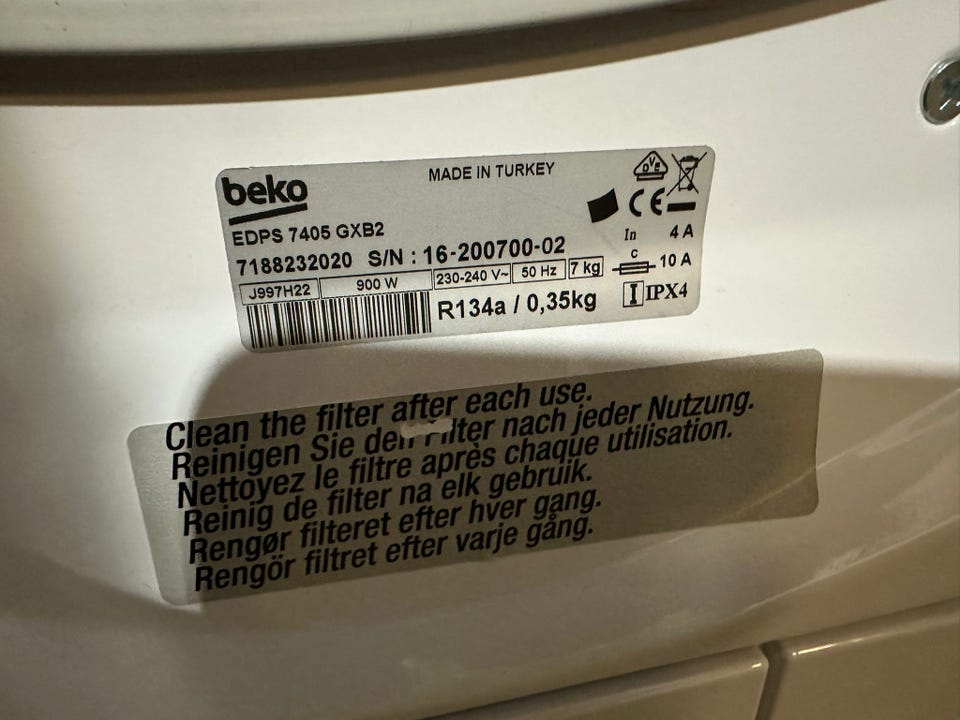 beko
MADE IN TURKEY
EDPS 7405 GXB2
7188232020 S/N : 16-200700-02
J997H22 900 W 230-240 V~ 50 Hz 7 kg
R134a / 0,35kg
DVE
CE
In 4 A
C 10 A
I IPX4
Clean the filter after each use.
Reinigen Sie den Filter nach jeder Nutzung.
Nettoyez le filtre après chaque utilisation.
Reinig de filter na elk gebruik.
Rengør filteret efter hver gang.
Rengör filtret efter varje gång.